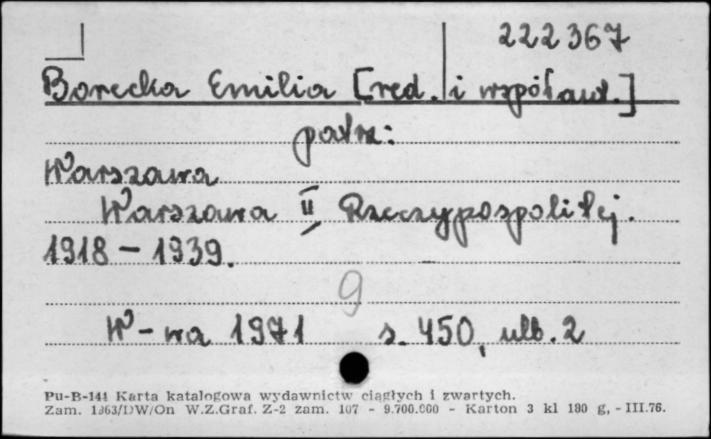 222367
Borecka Emilia [red. i współaut.]
patrz:
Warszawa
Warszawa II Rzeczypospolitej.
1918 – 1939.
9
W-wa 1971 s. 450, ulb. 2
Pu-B-141 Karta katalogowa wydawnictw ciągłych i zwartych.
Zam. 1363/DW/On W.Z.Graf. Z-2 zam. 107 - 9.700.000 - Karton 3 kl 180 g, - III.76.